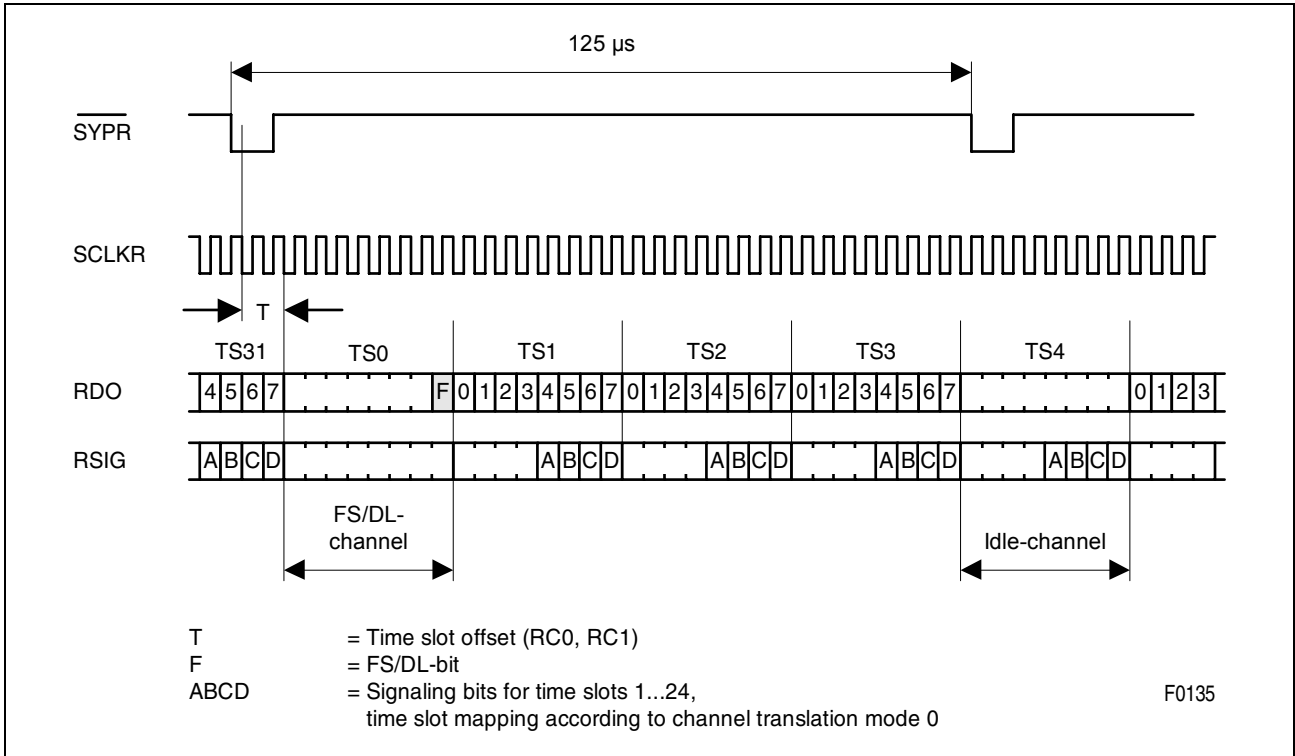 125 µs
SYPR
SCLKR
T
TS31 TS0 TS1 TS2 TS3 TS4
RDO 4 5 6 7 F 0 1 2 3 4 5 6 7 0 1 2 3 4 5 6 7 0 1 2 3 4 5 6 7 0 1 2 3
RSIG A B C D A B C D A B C D A B C D A B C D
FS/DL-
channel
Idle-channel
T = Time slot offset (RC0, RC1)
F = FS/DL-bit
ABCD = Signaling bits for time slots 1...24,
time slot mapping according to channel translation mode 0
F0135